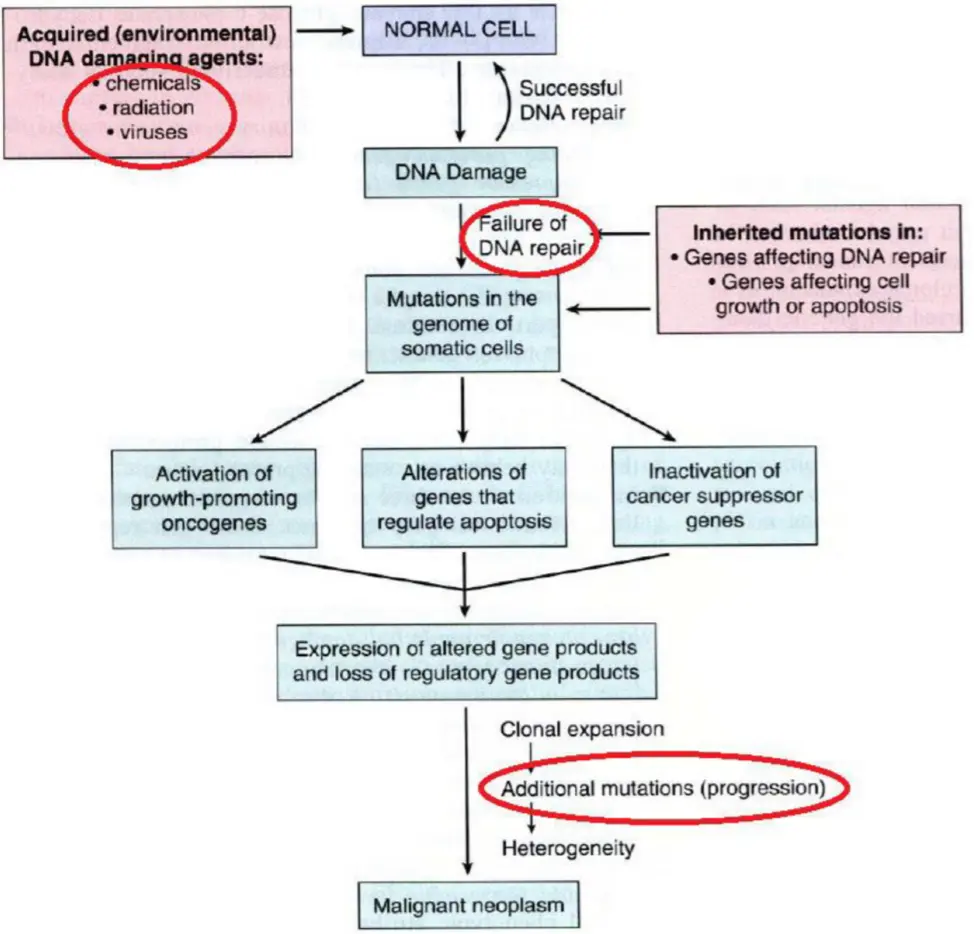 Acquired (environmental)
DNA damaging agents:
• chemicals
• radiation
• viruses
NORMAL CELL
Successful
DNA repair
DNA Damage
Failure of
DNA repair
Inherited mutations in:
• Genes affecting DNA repair
• Genes affecting cell
growth or apoptosis
Mutations in the
genome of
somatic cells
Activation of
growth-promoting
oncogenes
Alterations of
genes that
regulate apoptosis
Inactivation of
cancer suppressor
genes
Expression of altered gene products
and loss of regulatory gene products
Clonal expansion
Additional mutations (progression)
Heterogeneity
Malignant neoplasm